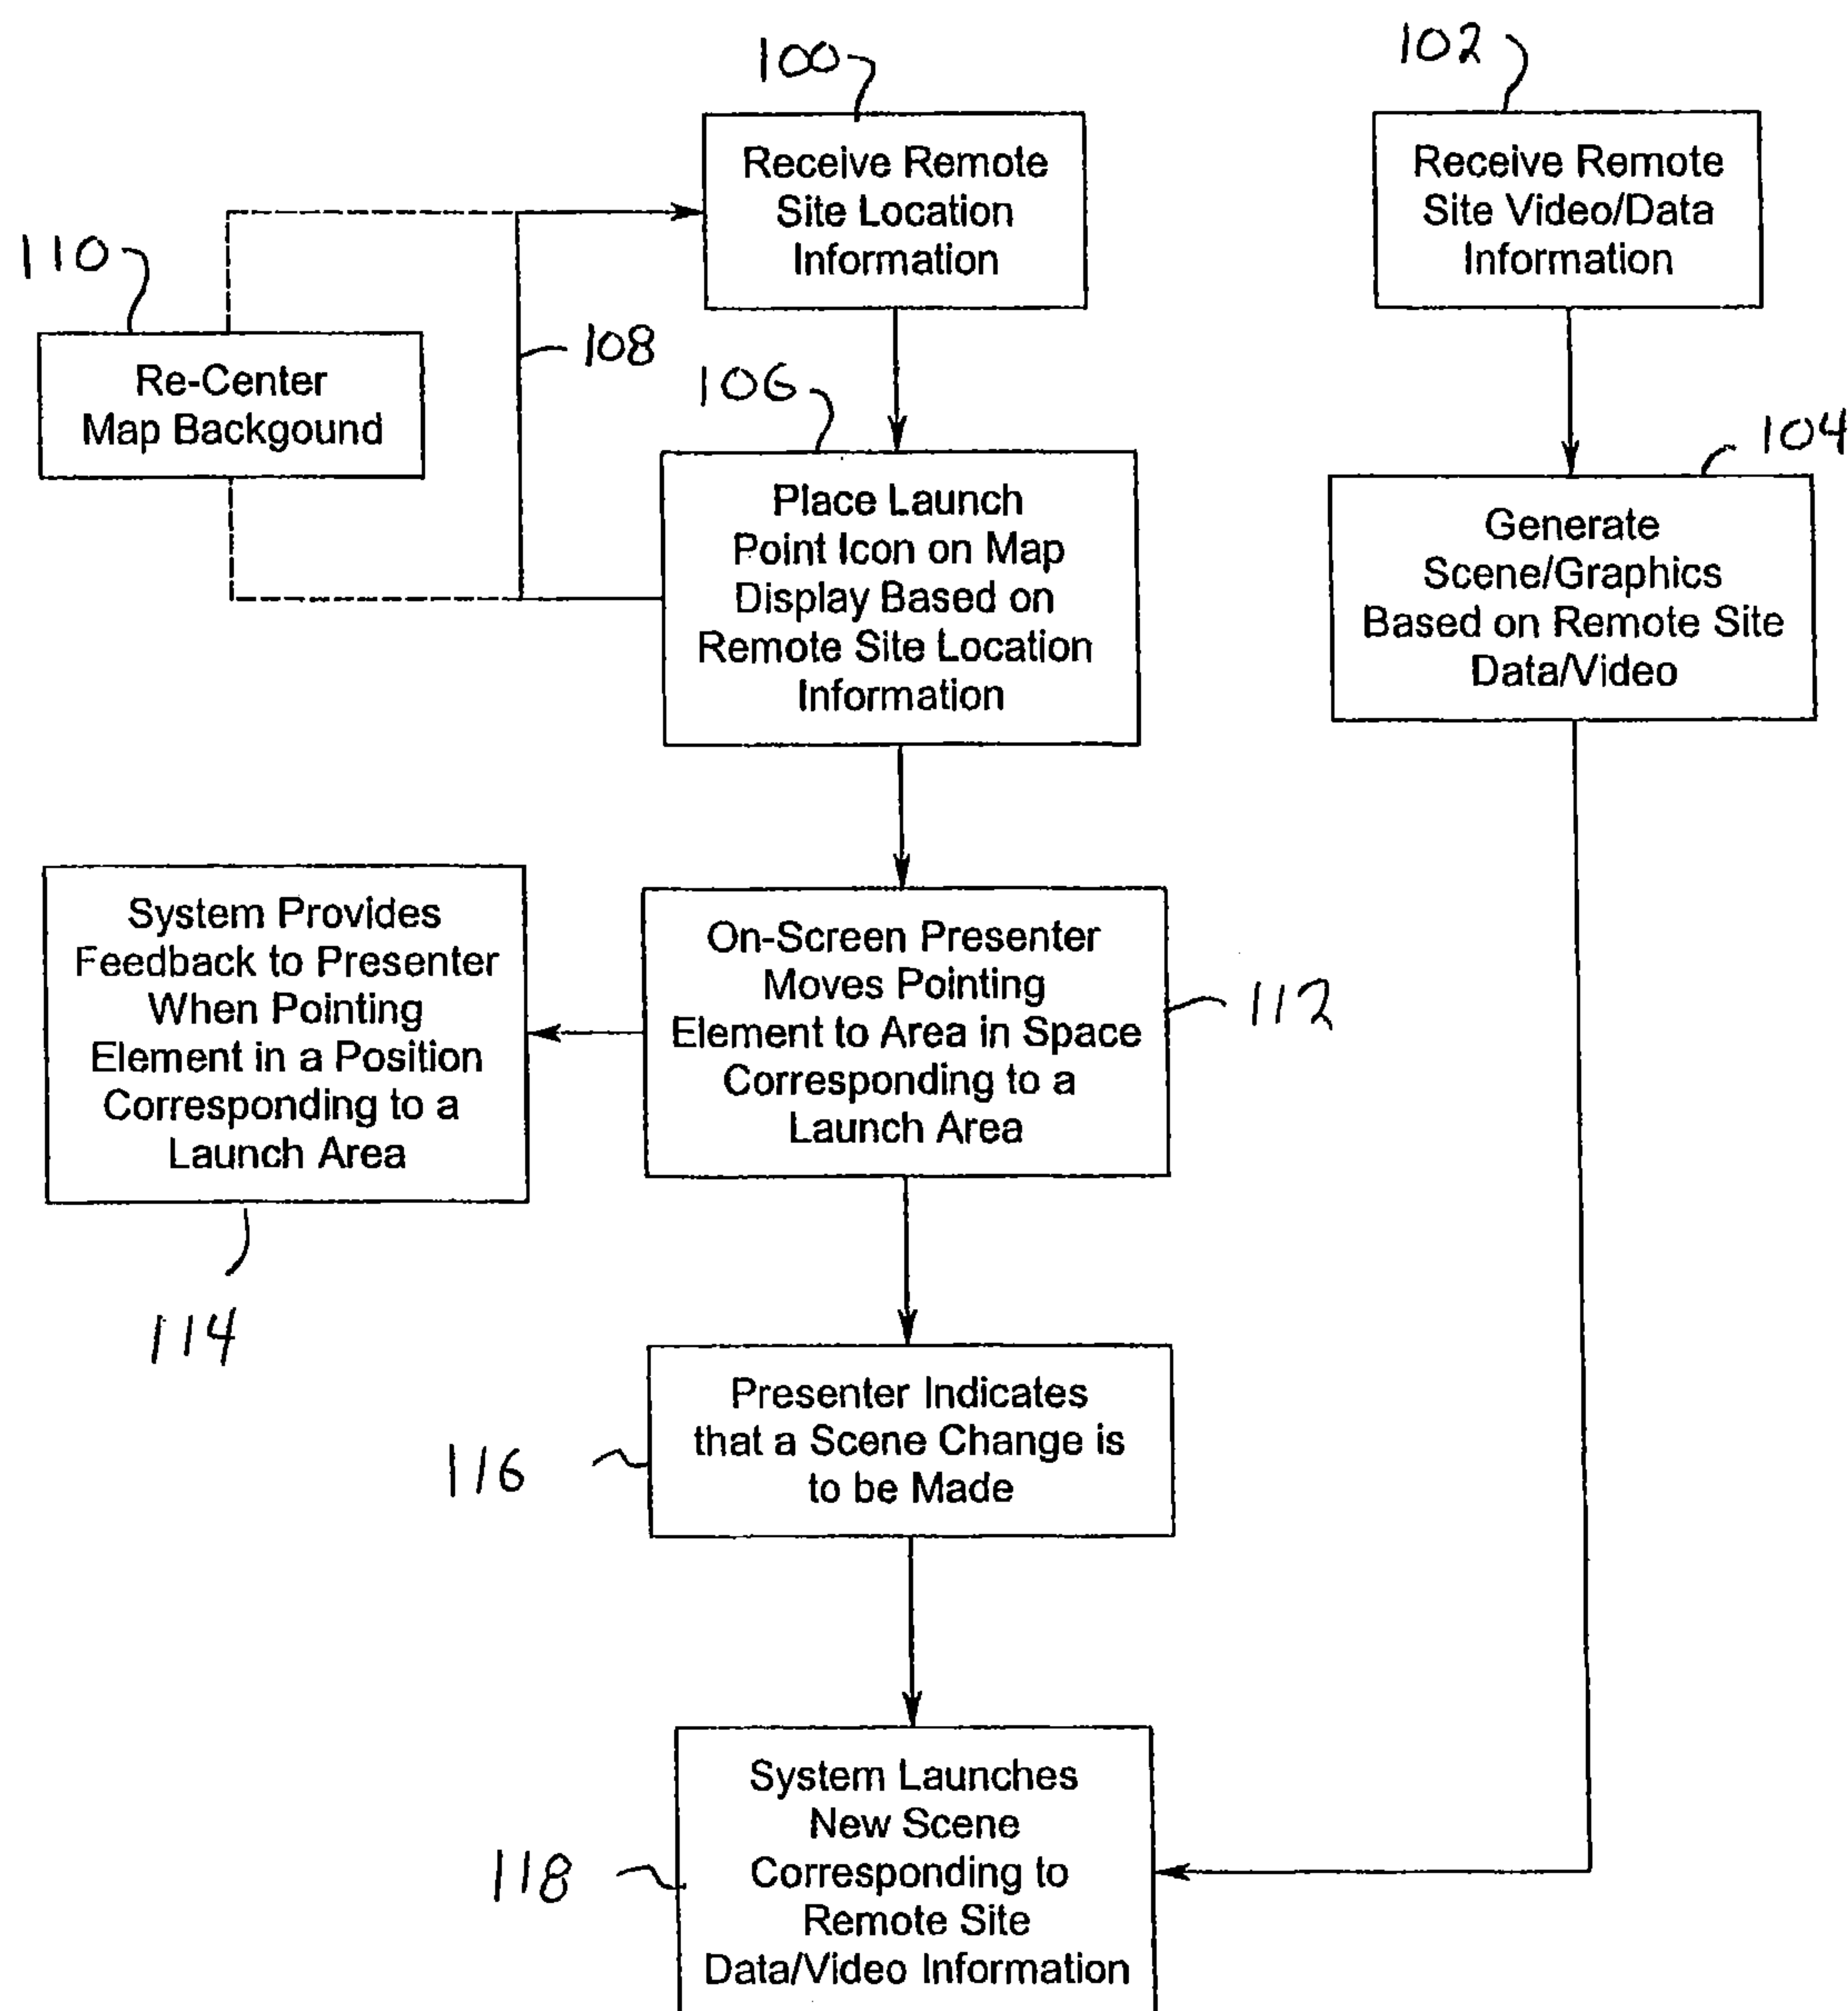 100
102
Receive Remote
Site Location
Information
Receive Remote
Site Video/Data
Information
110
Re-Center
Map Backgound
108
106
104
Place Launch
Point Icon on Map
Display Based on
Remote Site Location
Information
Generate
Scene/Graphics
Based on Remote Site
Data/Video
System Provides
Feedback to Presenter
When Pointing
Element in a Position
Corresponding to a
Launch Area
On-Screen Presenter
Moves Pointing
Element to Area in Space
Corresponding to a
Launch Area
112
114
Presenter Indicates
that a Scene Change is
to be Made
116
System Launches
New Scene
Corresponding to
Remote Site
Data/Video Information
118